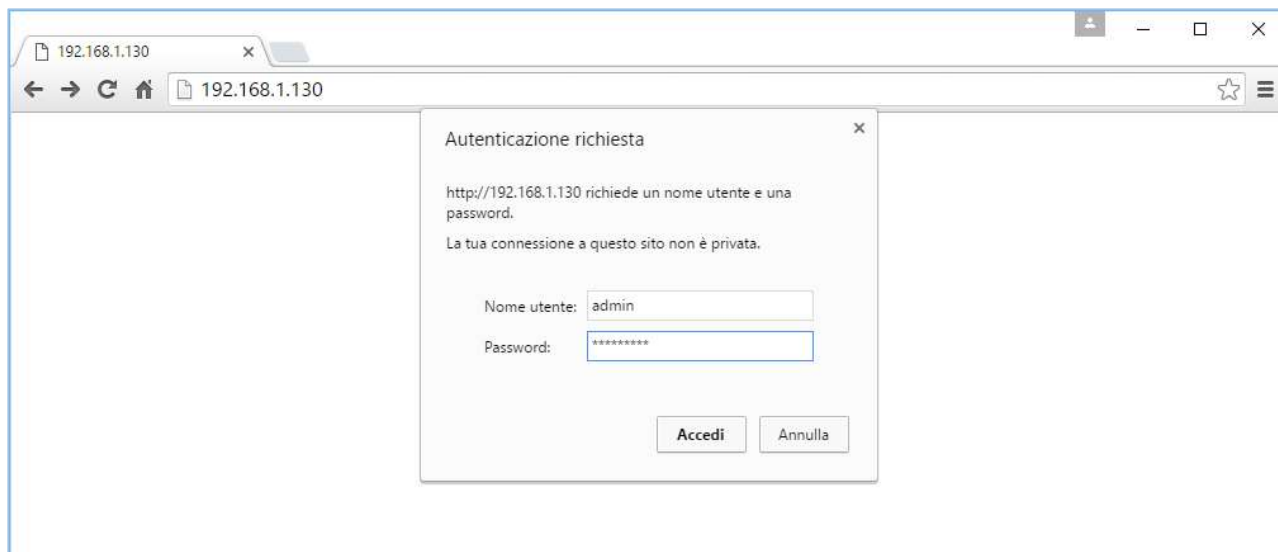 192.168.1.130
192.168.1.130
Autenticazione richiesta
http://192.168.1.130 richiede un nome utente e una
password.
La tua connessione a questo sito non è privata.
Nome utente: admin
Password: *********
Accedi Annulla